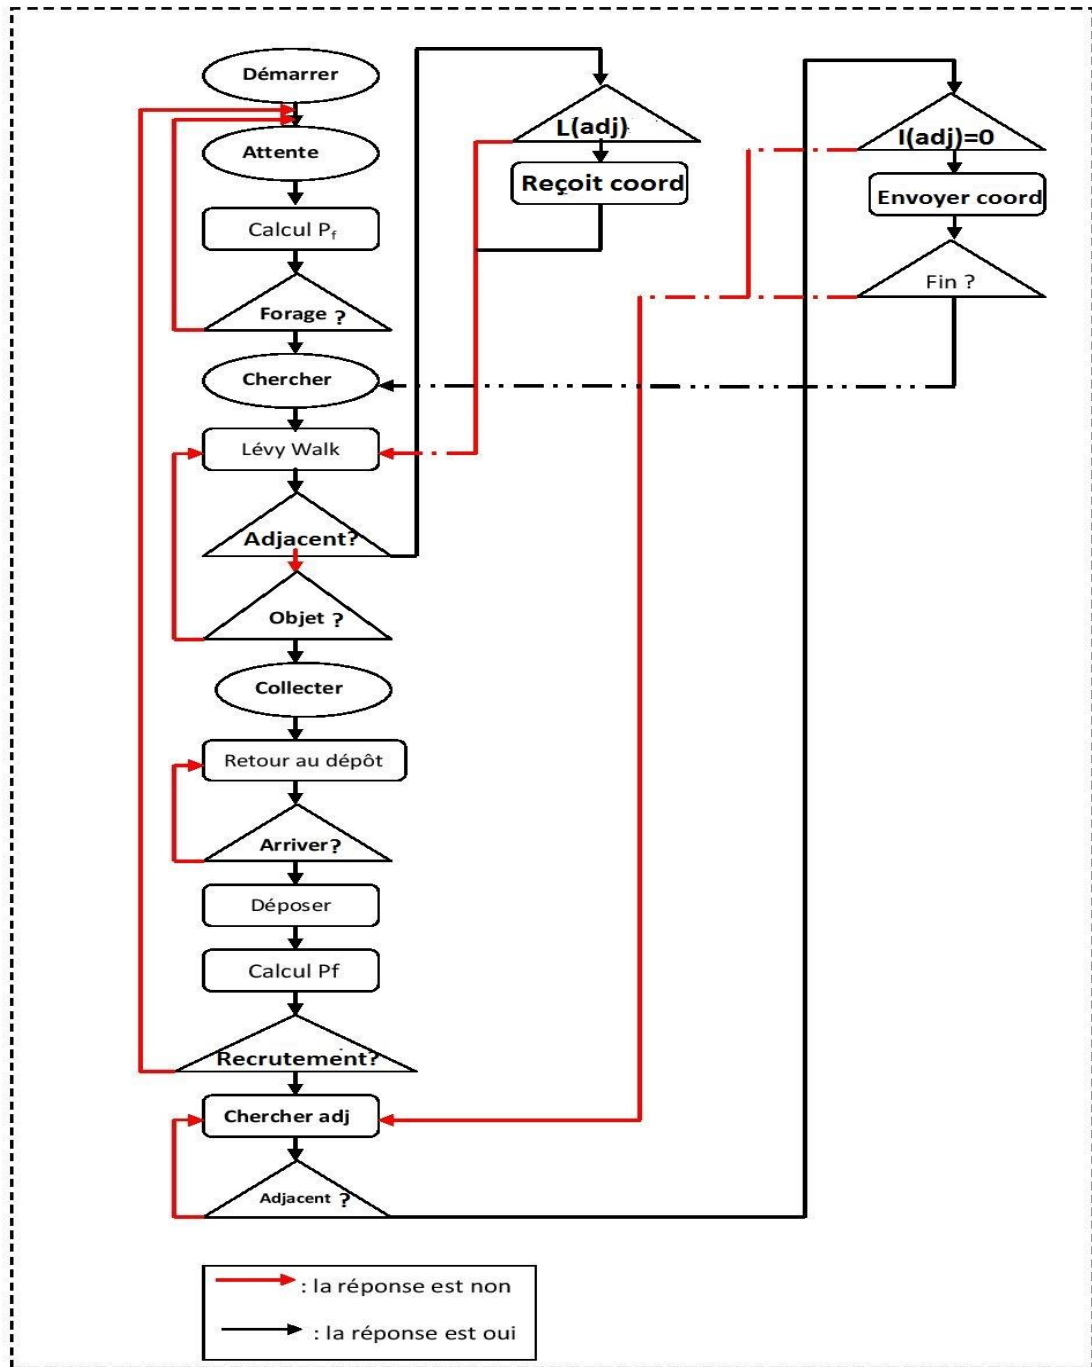 Démarrer
Attente
Calcul Pf
Forage ?
Chercher
Lévy Walk
Adjacent?
Objet ?
Collecter
Retour au dépôt
Arriver?
Déposer
Calcul Pf
Recrutement?
Chercher adj
Adjacent ?
L(adj)
Reçoit coord
I(adj)=0
Envoyer coord
Fin ?
: la réponse est non
: la réponse est oui